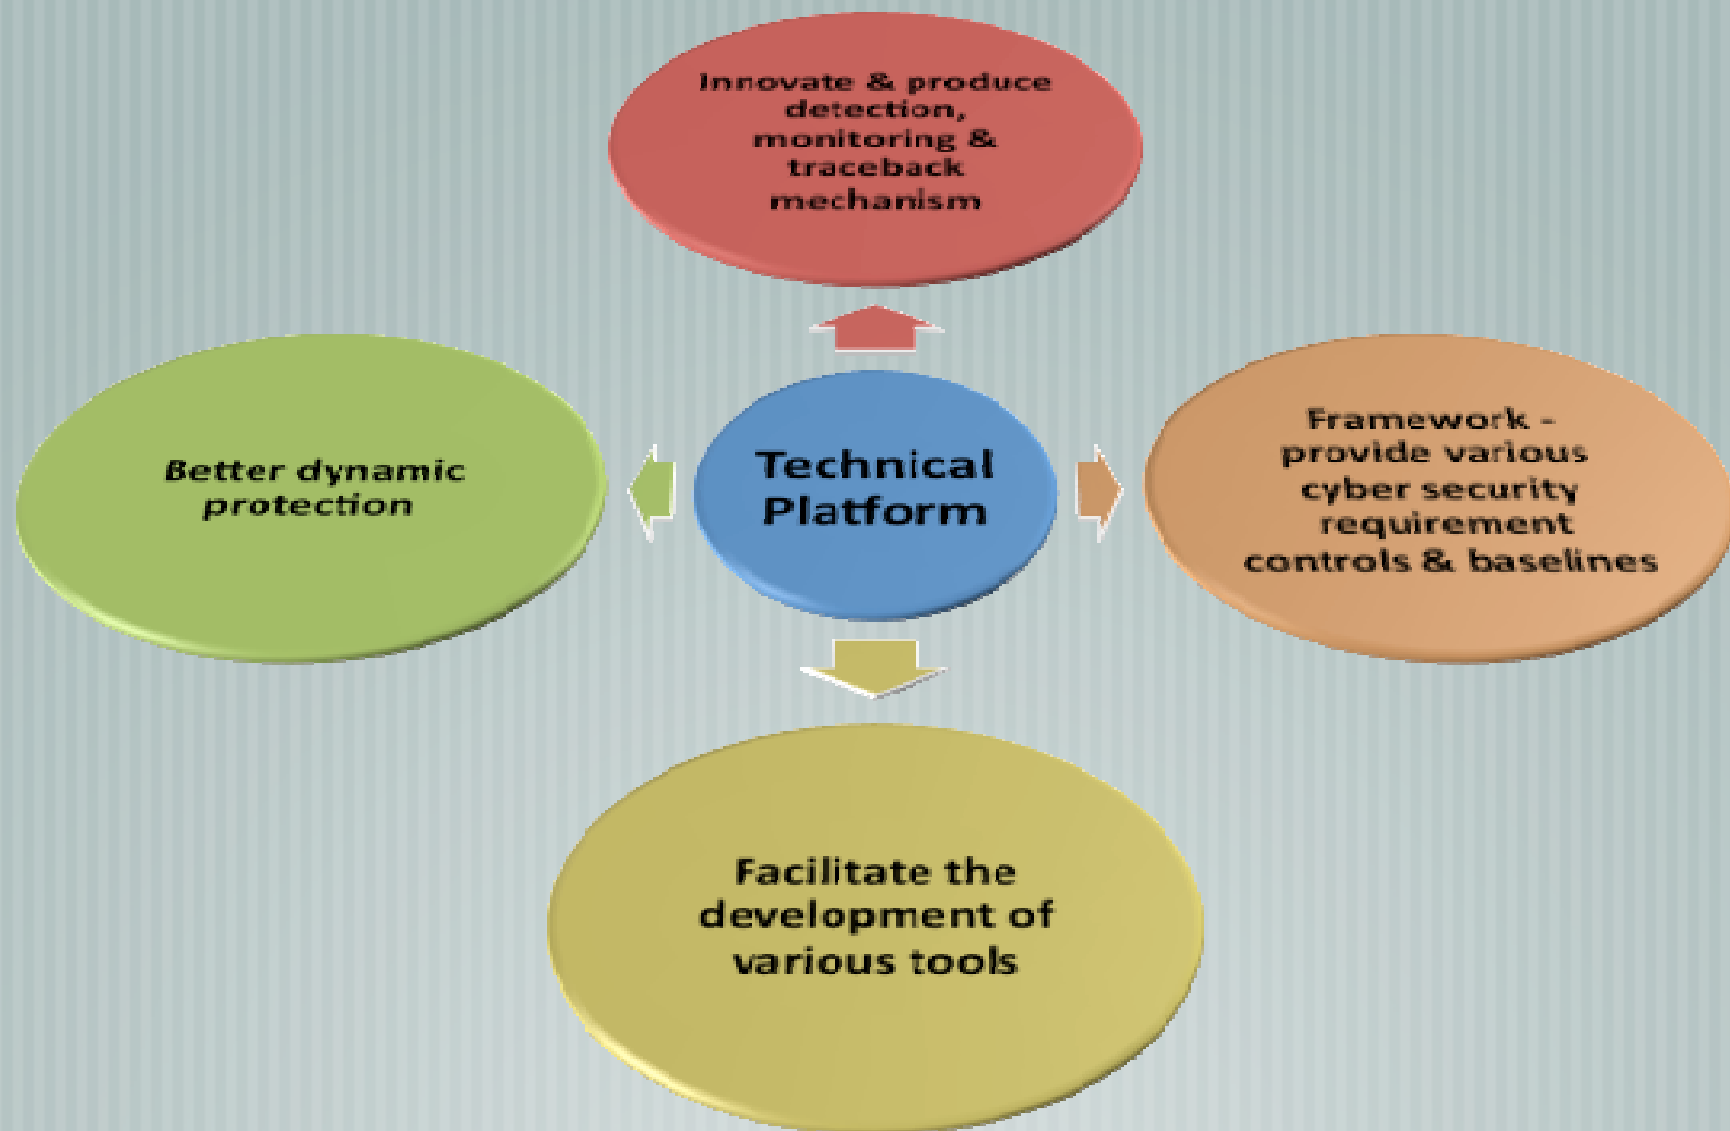 Innovate & produce
detection,
monitoring &
traceback
mechanism
Better dynamic
protection
Technical
Platform
Framework -
provide various
cyber security
requirement
controls & baselines
Facilitate the
development of
various tools